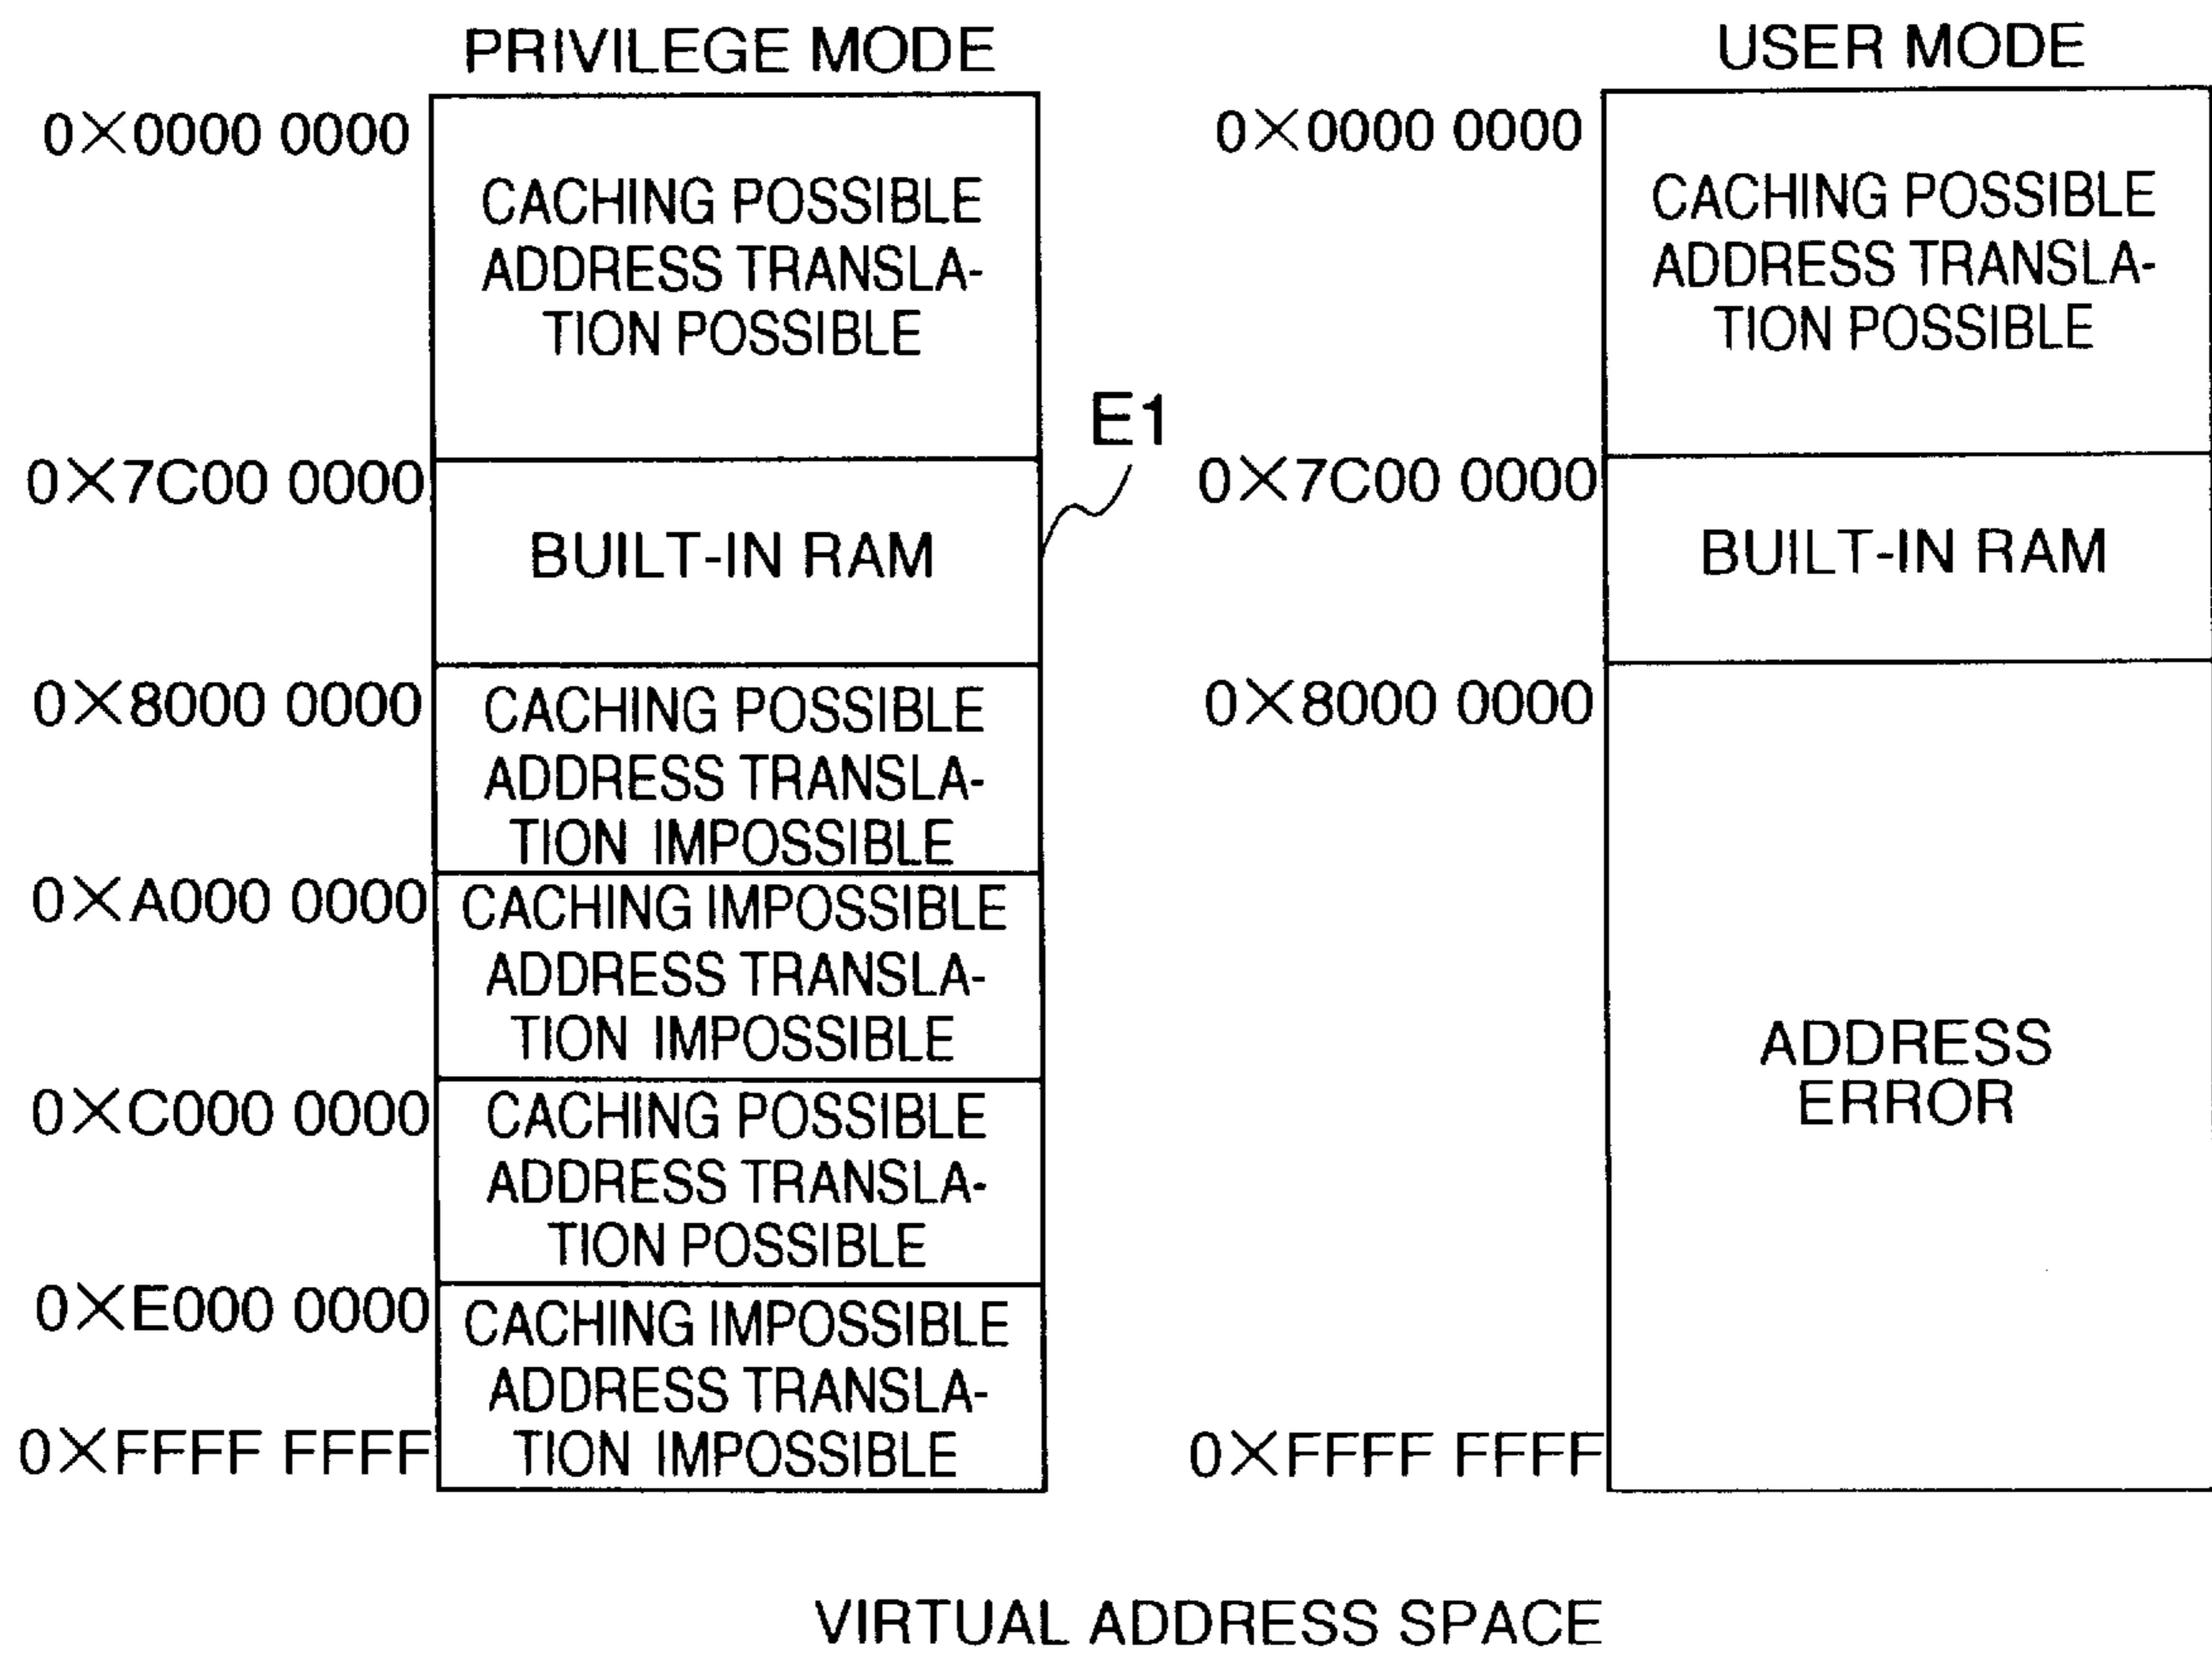 PRIVILEGE MODE
0X0000 0000
CACHING POSSIBLE
ADDRESS TRANSLA-
TION POSSIBLE
E1
0X7C00 0000
BUILT-IN RAM
0X8000 0000
CACHING POSSIBLE
ADDRESS TRANSLA-
TION IMPOSSIBLE
0XA000 0000
CACHING IMPOSSIBLE
ADDRESS TRANSLA-
TION IMPOSSIBLE
0XC000 0000
CACHING POSSIBLE
ADDRESS TRANSLA-
TION POSSIBLE
0XE000 0000
CACHING IMPOSSIBLE
ADDRESS TRANSLA-
TION IMPOSSIBLE
0XFFFF FFFF
USER MODE
0X0000 0000
CACHING POSSIBLE
ADDRESS TRANSLA-
TION POSSIBLE
0X7C00 0000
BUILT-IN RAM
0X8000 0000
ADDRESS
ERROR
0XFFFF FFFF
VIRTUAL ADDRESS SPACE